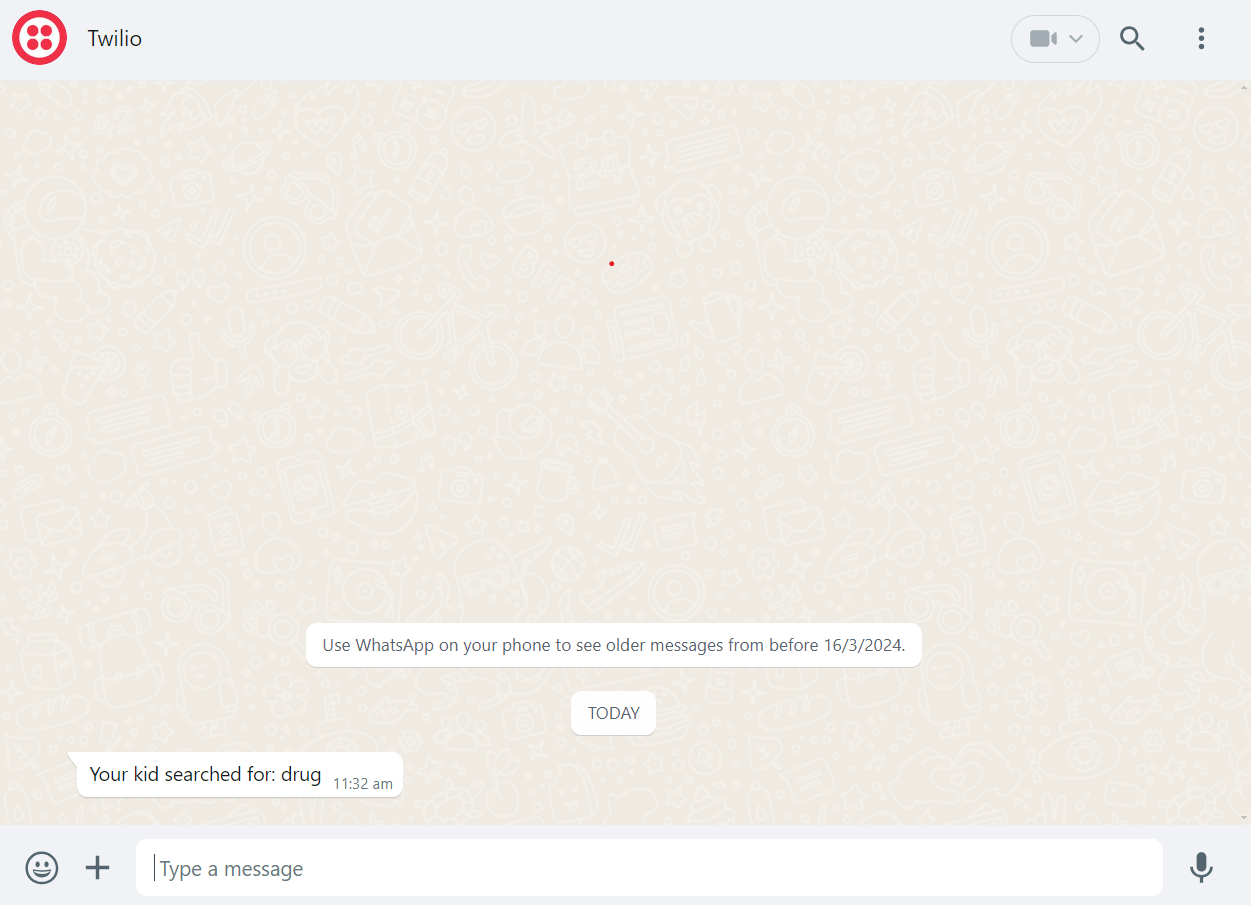 Twilio
Use WhatsApp on your phone to see older messages from before 16/3/2024.
TODAY
Your kid searched for: drug 11:32 am
Type a message